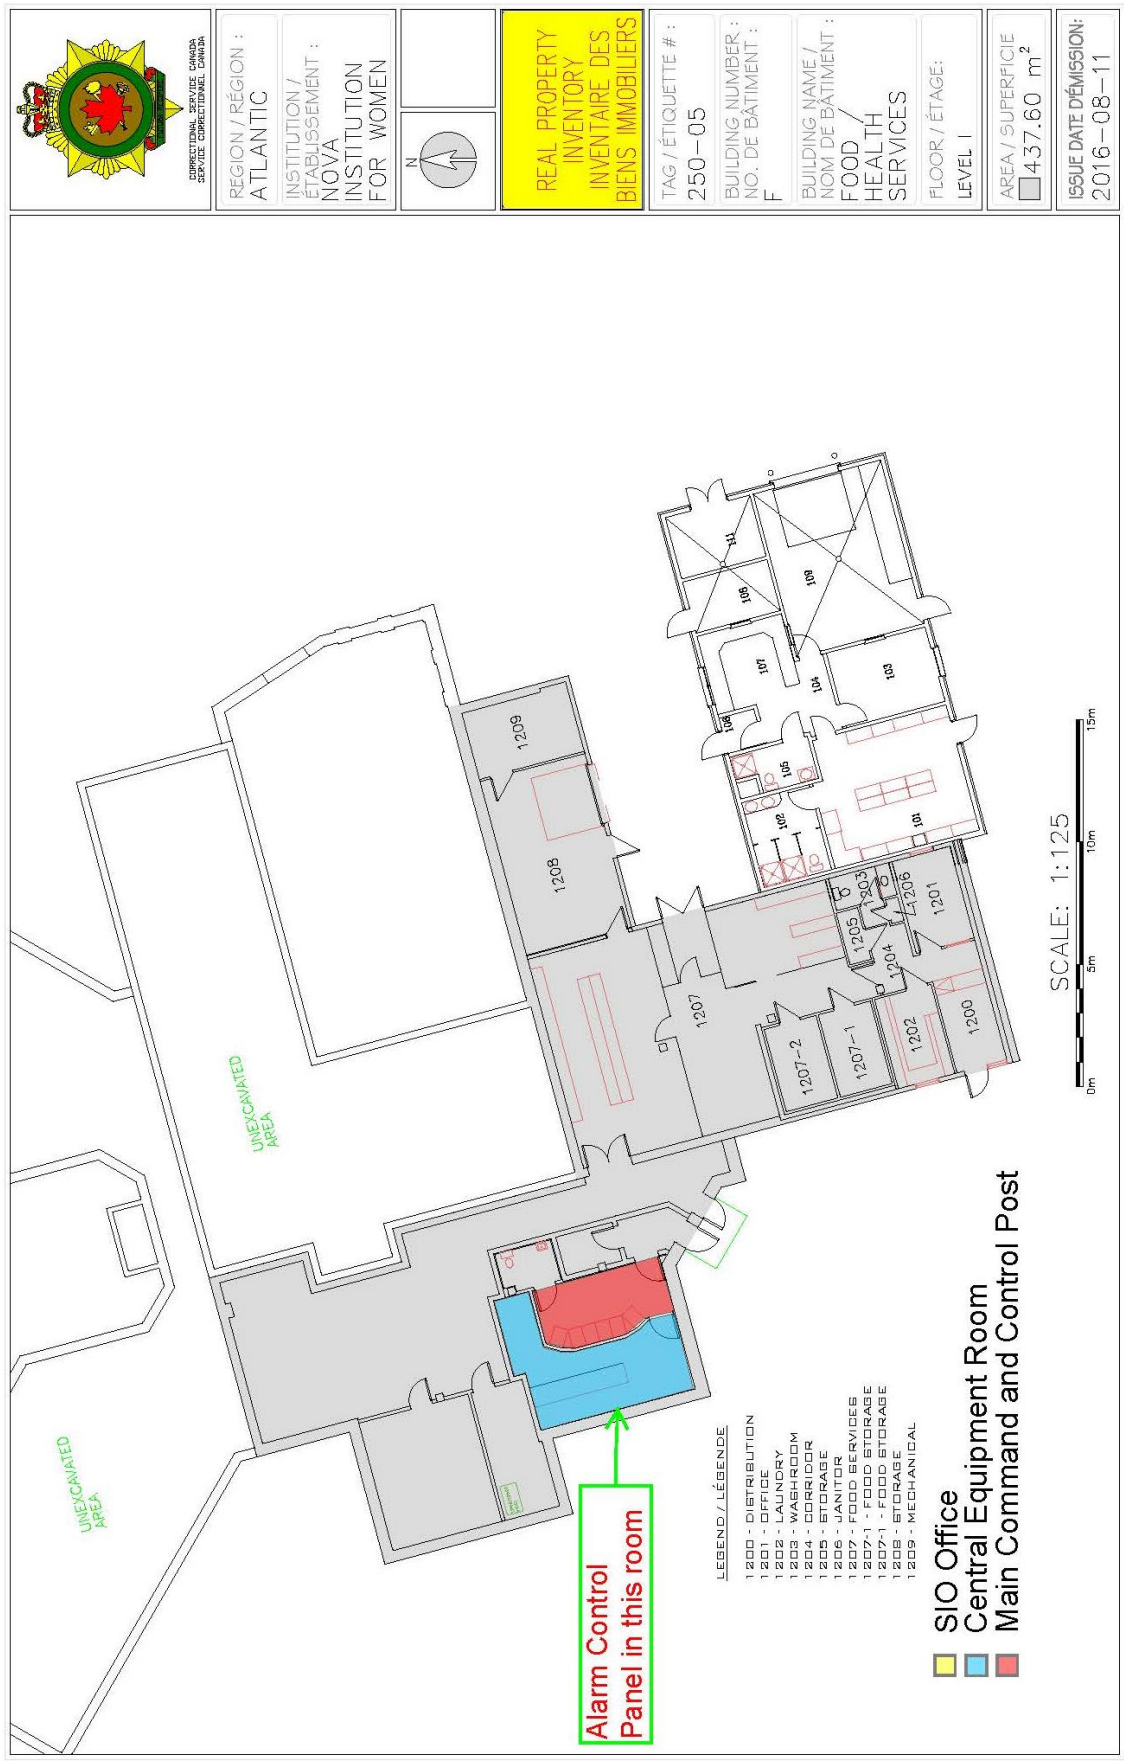 CORRECTIONAL SERVICE CANADA
SERVICE CORRECTIONNEL CANADA
REGION / RÉGION :
ATLANTIC
INSTITUTION /
ÉTABLISSEMENT :
NOVA
INSTITUTION
FOR WOMEN
N
REAL PROPERTY
INVENTORY
INVENTAIRE DES
BIENS IMMOBILIERS
TAG / ÉTIQUETTE # :
250-05
BUILDING NUMBER :
NO. DE BÂTIMENT :
F
BUILDING NAME /
NOM DE BÂTIMENT :
FOOD /
HEALTH
SERVICES
FLOOR / ÉTAGE:
LEVEL 1
AREA / SUPERFICIE
437.60 m²
ISSUE DATE D'ÉMISSION:
2016-08-11
UNEXCAVATED
AREA
UNEXCAVATED
AREA
1209
1208
1207
1207-2
1207-1
1202
1200
1204
1205
1203
1206
1201
111
106
109
107
104
103
108
105
102
101
SCALE: 1:125
0m
5m
10m
15m
Alarm Control
Panel in this room
LEGEND / LÉGENDE
1200 - DISTRIBUTION
1201 - OFFICE
1202 - LAUNDRY
1203 - WASHROOM
1204 - CORRIDOR
1205 - STORAGE
1206 - JANITOR
1207 - FOOD SERVICES
1207-1 - FOOD STORAGE
1207-1 - FOOD STORAGE
1208 - STORAGE
1209 - MECHANICAL
SIO Office
Central Equipment Room
Main Command and Control Post